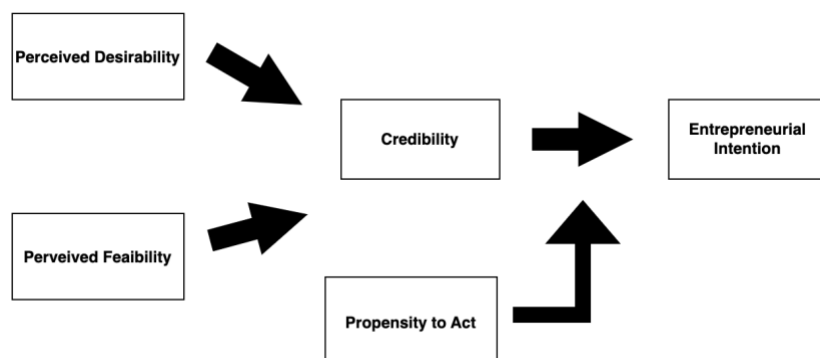 Perceived Desirability
Credibility
Entrepreneurial
Intention
Perveived Feaibility
Propensity to Act